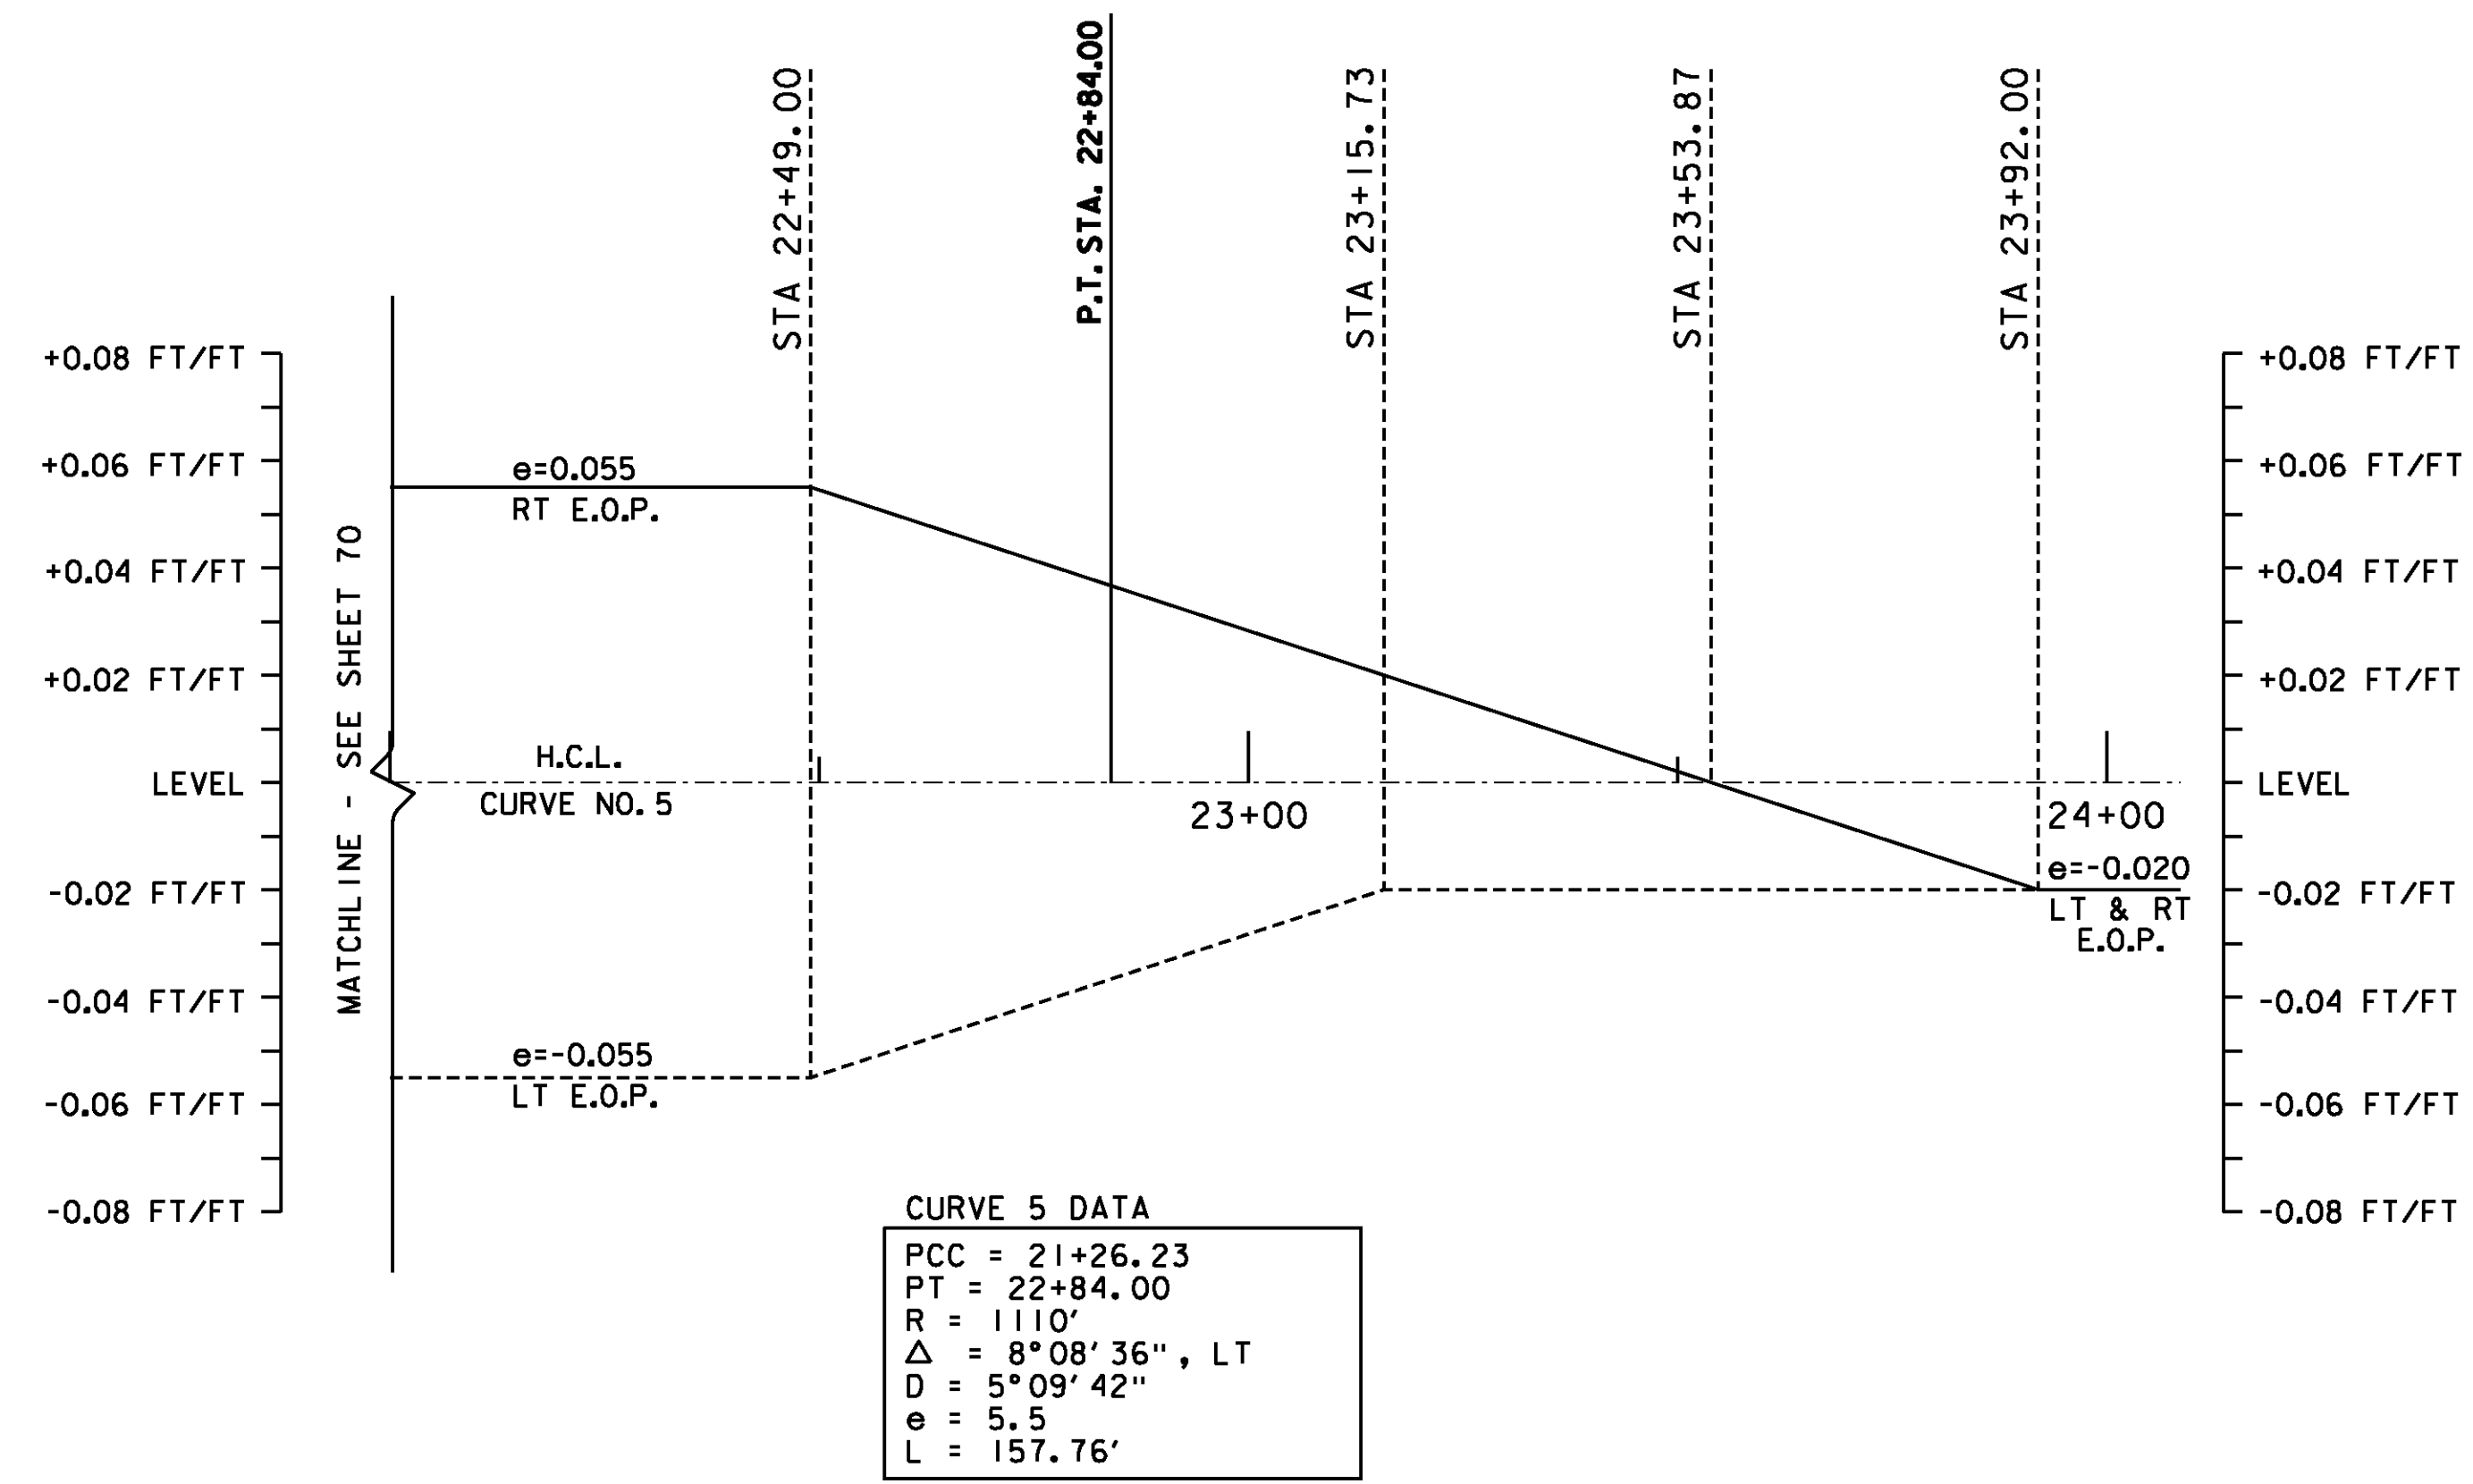 STA 22+49.00
P.T. STA. 22+84.00
STA 23+15.73
STA 23+53.87
STA 23+92.00
+0.08 FT/FT
+0.06 FT/FT
+0.04 FT/FT
+0.02 FT/FT
LEVEL
-0.02 FT/FT
-0.04 FT/FT
-0.06 FT/FT
-0.08 FT/FT
MATCHLINE - SEE SHEET 70
e=0.055
RT E.O.P.
H.C.L.
CURVE NO. 5
23+00
24+00
e=-0.020
LT & RT
E.O.P.
e=-0.055
LT E.O.P.
+0.08 FT/FT
+0.06 FT/FT
+0.04 FT/FT
+0.02 FT/FT
LEVEL
-0.02 FT/FT
-0.04 FT/FT
-0.06 FT/FT
-0.08 FT/FT
CURVE 5 DATA
PCC = 21+26.23
PT = 22+84.00
R = 1110'
Δ = 8°08'36", LT
D = 5°09'42"
e = 5.5
L = 157.76'